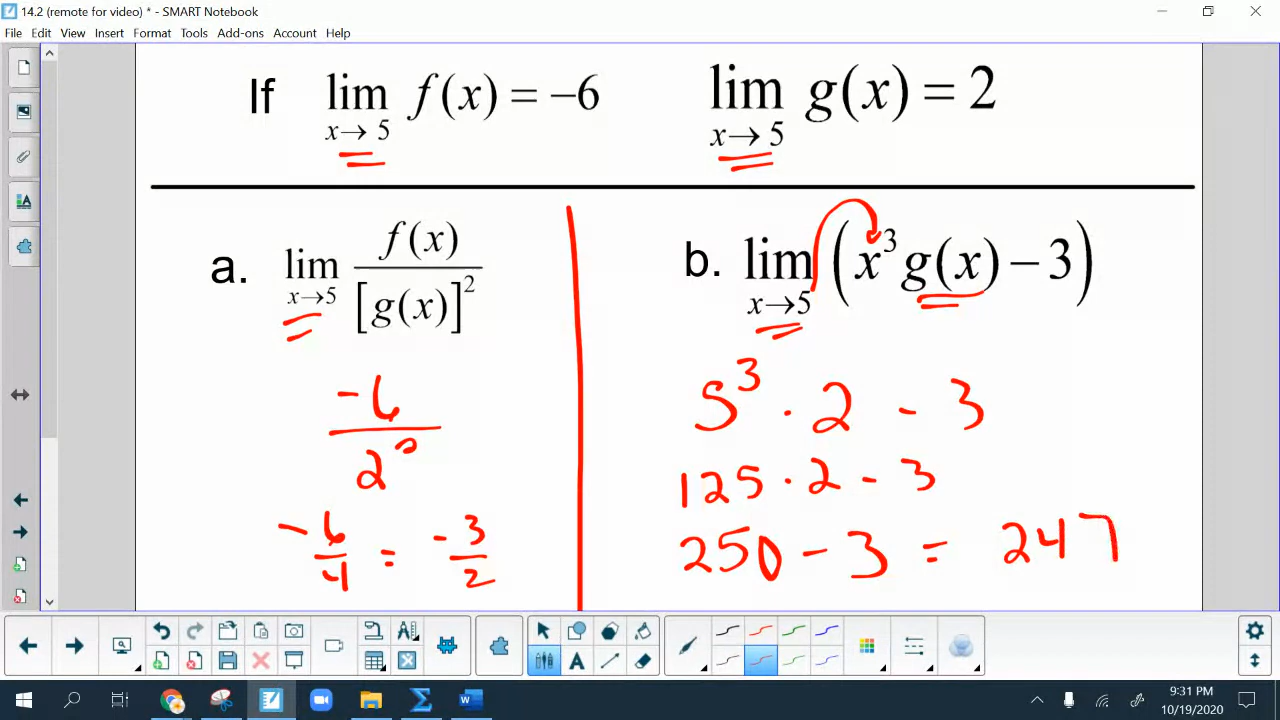 14.2 (remote for video) * - SMART Notebook
File Edit View Insert Format Tools Add-ons Account Help
If lim x→5 f(x) = −6 lim x→5 g(x) = 2
a. lim x→5 f(x) / [g(x)]²
-6 / 2²
-6/4 = -3/2
b. lim x→5 (x³g(x) − 3)
5³ · 2 - 3
125 · 2 - 3
250 - 3 = 247
9:31 PM
10/19/2020